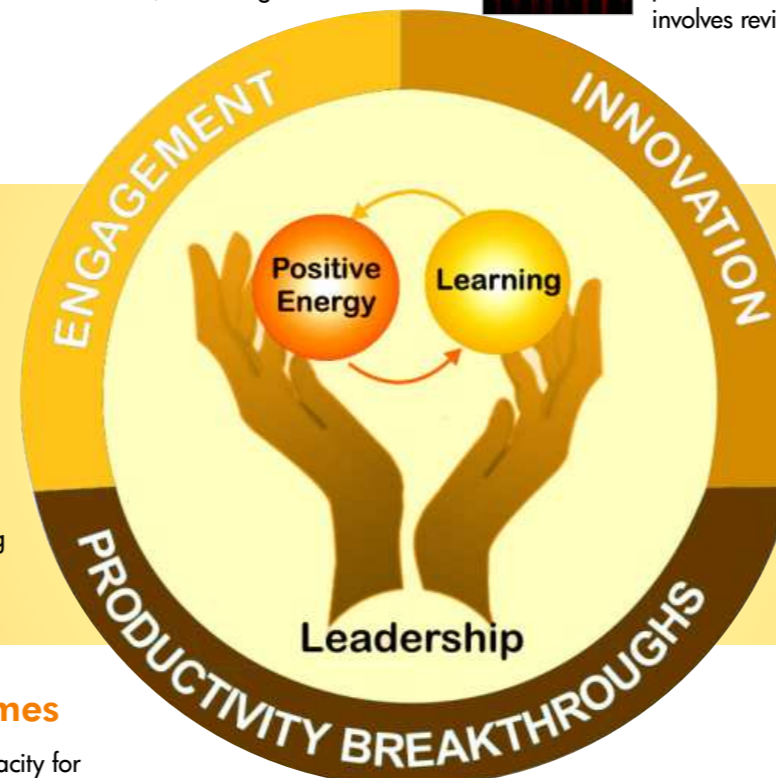 involves revi
ENGAGEMENT
INNOVATION
Positive
Energy
Learning
g
Leadership
PRODUCTIVITY BREAKTHROUGHS
mes
acity for